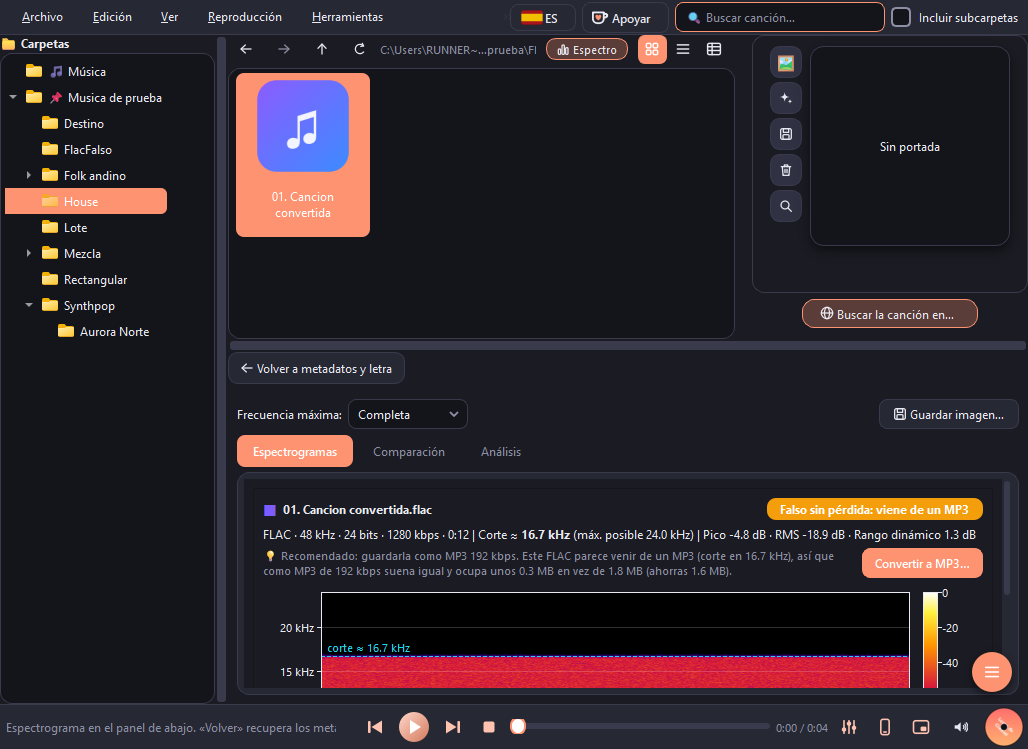 Archivo Edición Ver Reproducción Herramientas ES Apoyar Buscar canción... Incluir subcarpetas
Carpetas
C:\Users\RUNNER~...prueba\Fl Espectro
Música
Musica de prueba
Destino
FlacFalso
Folk andino
House
Lote
Mezcla
Rectangular
Synthpop
Aurora Norte
01. Cancion
convertida
Sin portada
Buscar la canción en...
Volver a metadatos y letra
Frecuencia máxima: Completa Guardar imagen...
Espectrogramas Comparación Análisis
01. Cancion convertida.flac Falso sin pérdida: viene de un MP3
FLAC · 48 kHz · 24 bits · 1280 kbps · 0:12 | Corte ≈ 16.7 kHz (máx. posible 24.0 kHz) | Pico -4.8 dB · RMS -18.9 dB · Rango dinámico 1.3 dB
Recomendado: guardarla como MP3 192 kbps. Este FLAC parece venir de un MP3 (corte en 16.7 kHz), así que
como MP3 de 192 kbps suena igual y ocupa unos 0.3 MB en vez de 1.8 MB (ahorras 1.6 MB).
Convertir a MP3...
0
20 kHz -20
corte ≈ 16.7 kHz
-40
15 kHz
Espectrograma en el panel de abajo. «Volver» recupera los meta 0:00 / 0:04